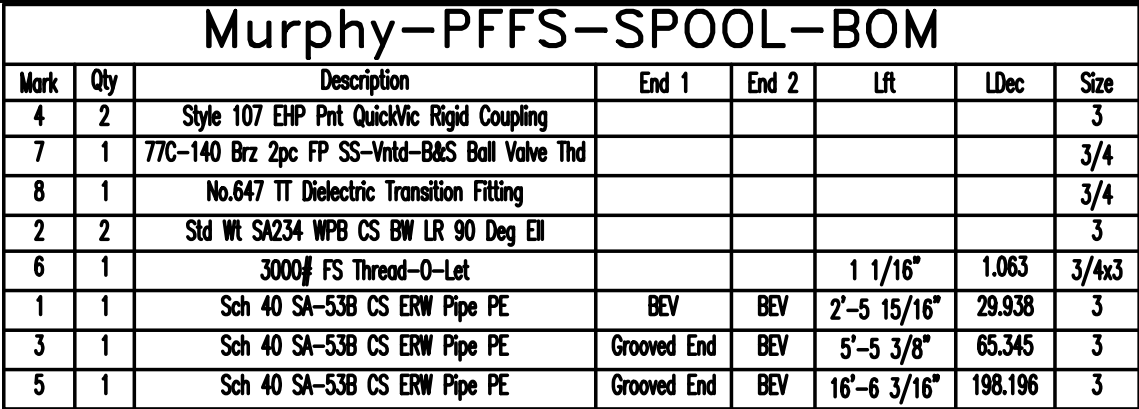 Murphy-PFFS-SPOOL-BOM
Mark Qty Description End 1 End 2 Lft LDec Size
4 2 Style 107 EHP Pnt QuickVic Rigid Coupling 3
7 1 77C-140 Brz 2pc FP SS-Vntd-B&S Ball Valve Thd 3/4
8 1 No.647 TT Dielectric Transition Fitting 3/4
2 2 Std Wt SA234 WPB CS BW LR 90 Deg Ell 3
6 1 3000# FS Thread-O-Let 1 1/16" 1.063 3/4x3
1 1 Sch 40 SA-53B CS ERW Pipe PE BEV BEV 2'-5 15/16" 29.938 3
3 1 Sch 40 SA-53B CS ERW Pipe PE Grooved End BEV 5'-5 3/8" 65.345 3
5 1 Sch 40 SA-53B CS ERW Pipe PE Grooved End BEV 16'-6 3/16" 198.196 3